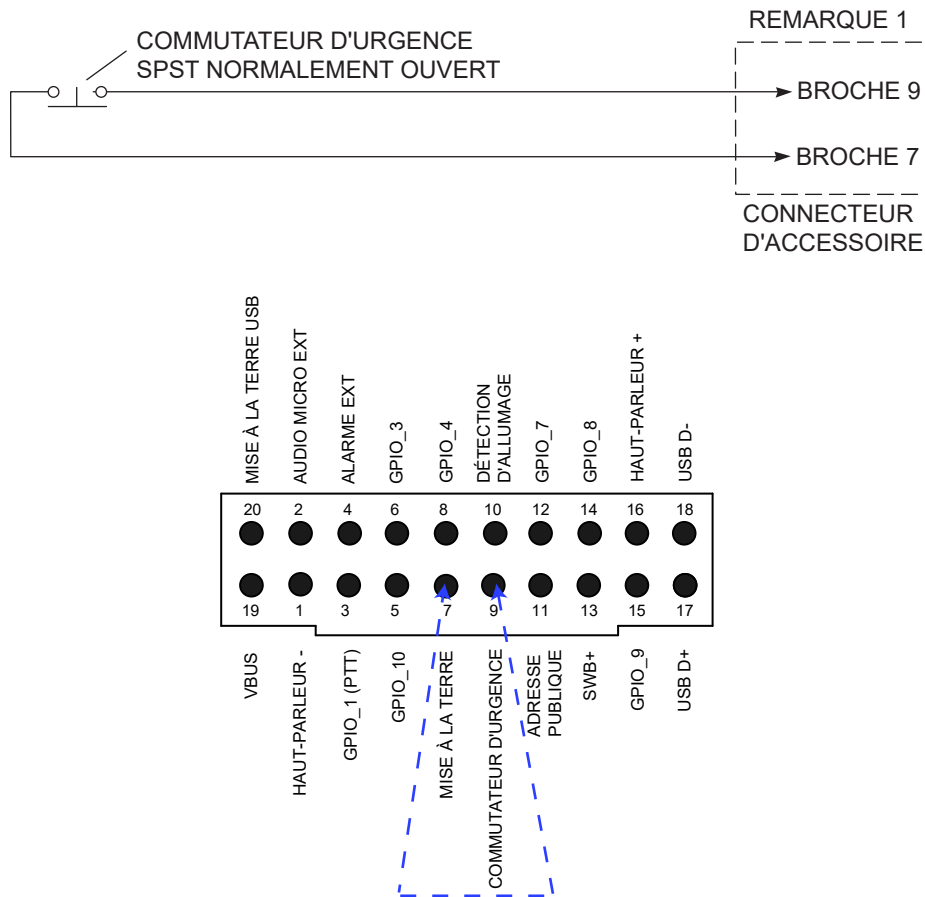 REMARQUE 1
COMMUTATEUR D'URGENCE
SPST NORMALEMENT OUVERT
BROCHE 9
BROCHE 7
CONNECTEUR
D'ACCESSOIRE
MISE À LA TERRE USB
AUDIO MICRO EXT
ALARME EXT
GPIO_3
GPIO_4
DÉTECTION
D'ALLUMAGE
GPIO_7
GPIO_8
HAUT-PARLEUR +
USB D-
20 2 4 6 8 10 12 14 16 18
19 1 3 5 7 9 11 13 15 17
VBUS
HAUT-PARLEUR -
GPIO_1 (PTT)
GPIO_10
MISE À LA TERRE
COMMUTATEUR D'URGENCE
ADRESSE
PUBLIQUE
SWB+
GPIO_9
USB D+